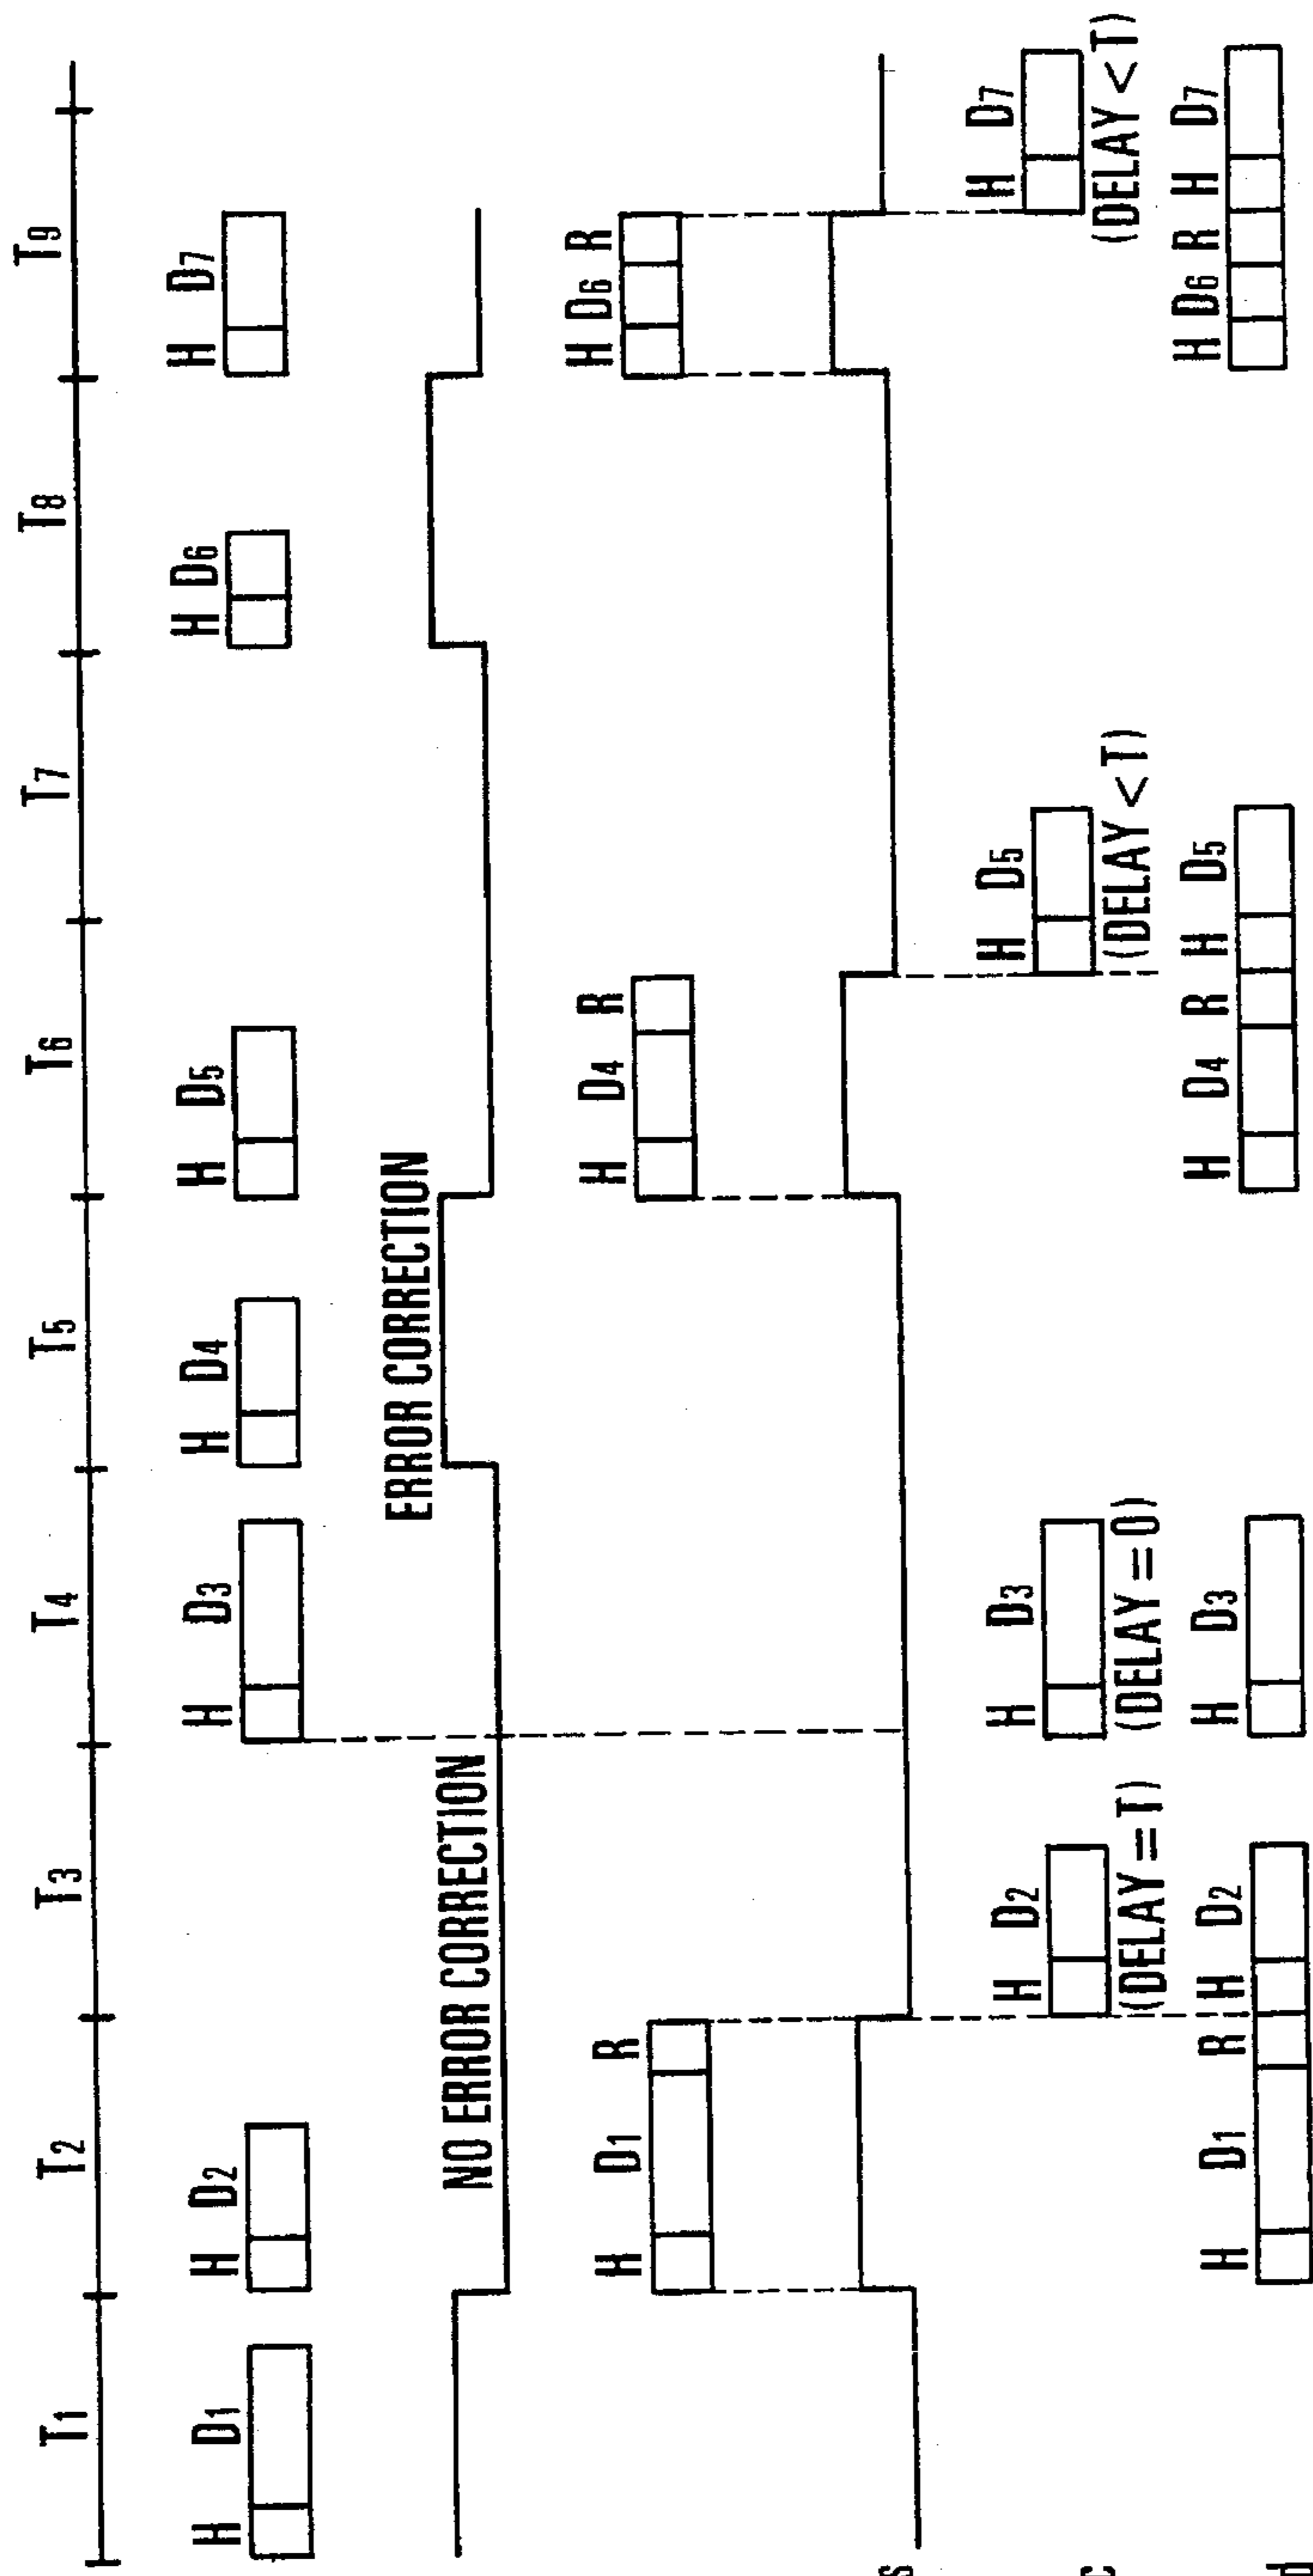 T1 T2 T3 T4 T5 T6 T7 T8 T9
H D1 H D2 H D3 H D4 H D5 H D6 H D7
ERROR CORRECTION
NO ERROR CORRECTION
H D1 R H D4 R H D6 R
S
H D2 H D3 H D5 H D7
(DELAY = T) (DELAY = 0) (DELAY < T) (DELAY < T)
C
H D1 R H D2 H D3 H D4 R H D5 H D6 R H D7